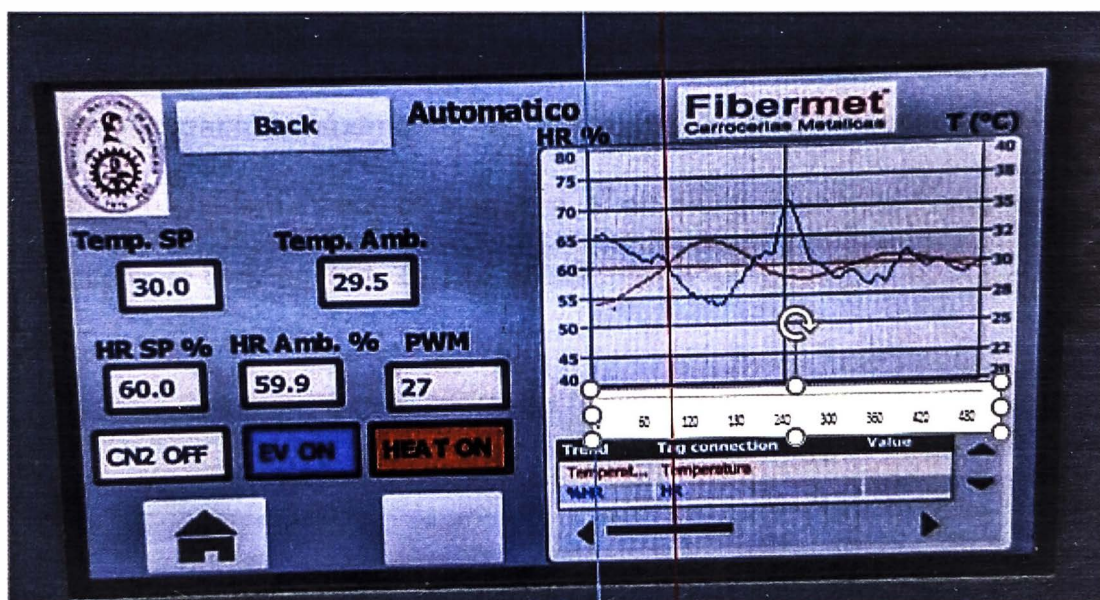 Back
Automatico
Fibermet
Carrocerias Metalicas
HR %
T (°C)
Temp. SP
Temp. Amb.
30.0
29.5
HR SP %
HR Amb. %
PWM
60.0
59.9
27
CN2 OFF
EV ON
HEAT ON
80
75
70
65
60
55
50
45
40
40
38
35
32
30
28
25
22
20
60
120
180
240
300
360
420
480
Trend
Tag connection
Value
Temperat...
Temperatura
%HR
HR